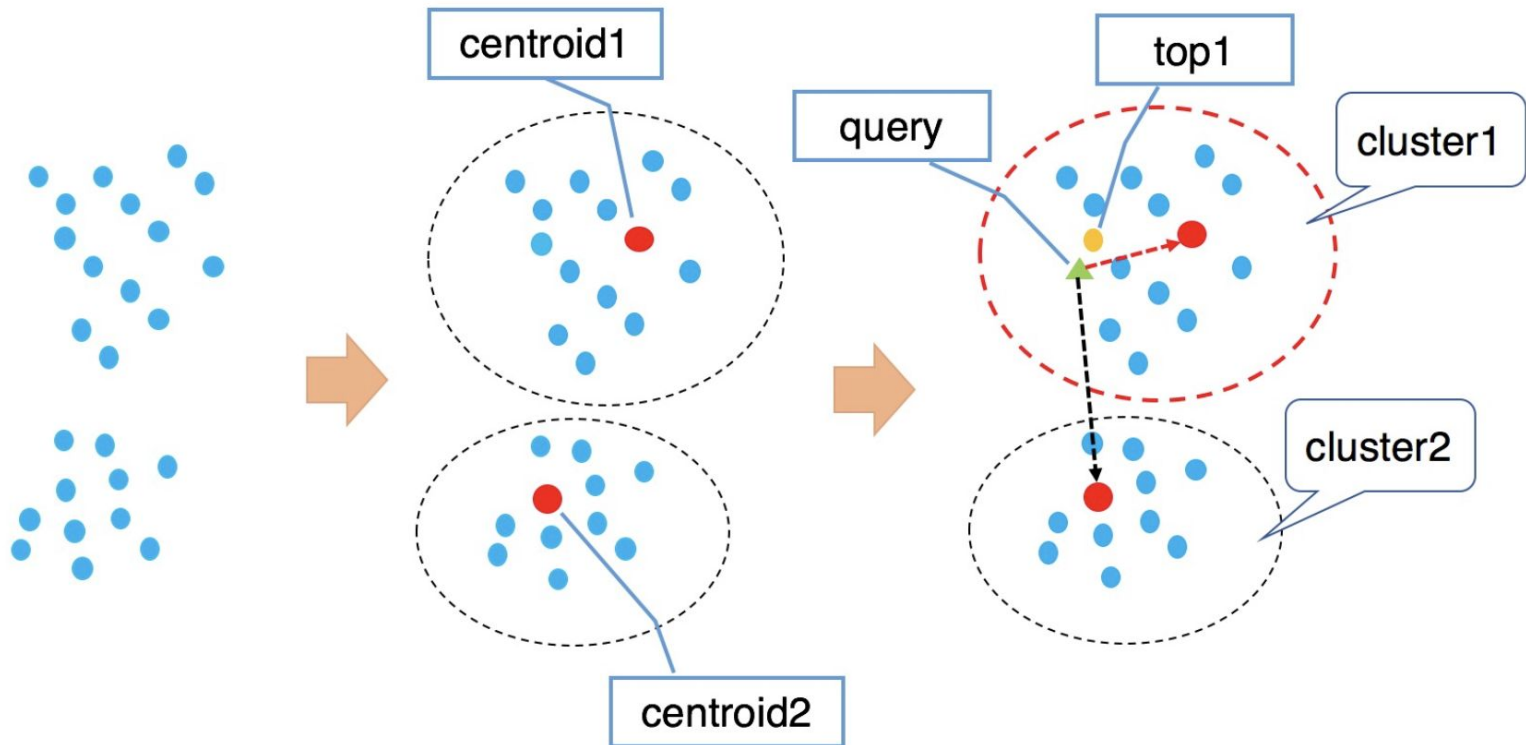 centroid1
centroid2
top1
query
cluster1
cluster2